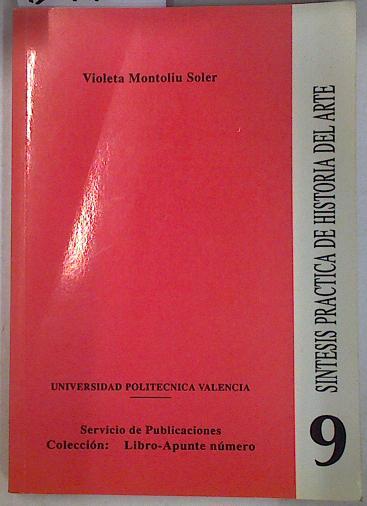 Violeta Montoliu Soler
UNIVERSIDAD POLITECNICA VALENCIA
Servicio de Publicaciones
Colección: Libro-Apunte número
9
SINTESIS PRACTICA DE HISTORIA DEL ARTE